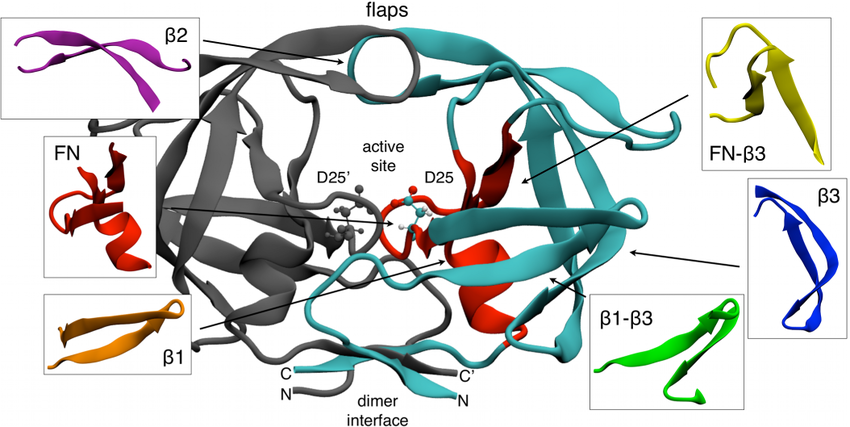 flaps
β2
FN
active
site
D25’
D25
FN-β3
β3
β1
β1-β3
C
N
C’
N
dimer
interface